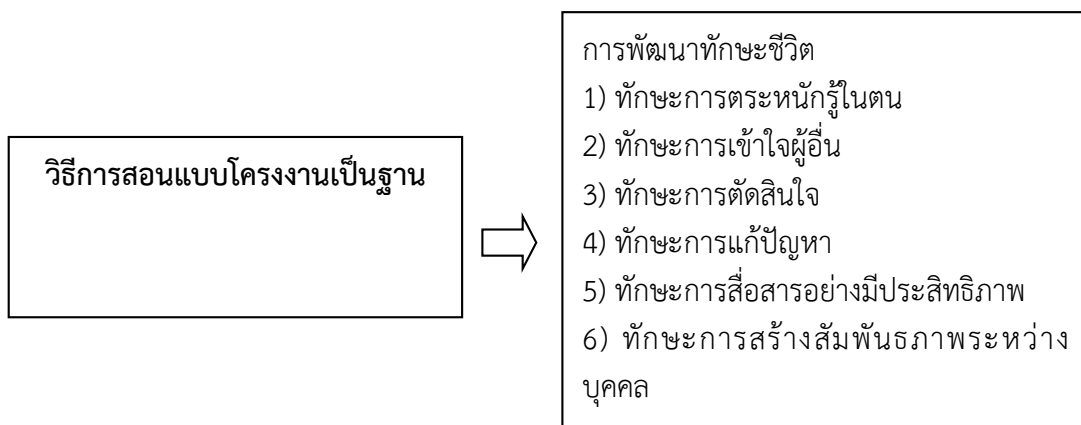 วิธีการสอนแบบโครงงานเป็นฐาน
การพัฒนาทักษะชีวิต
1) ทักษะการตระหนักรู้ในตน
2) ทักษะการเข้าใจผู้อื่น
3) ทักษะการตัดสินใจ
4) ทักษะการแก้ปัญหา
5) ทักษะการสื่อสารอย่างมีประสิทธิภาพ
6) ทักษะการสร้างสัมพันธภาพระหว่าง
บุคคล